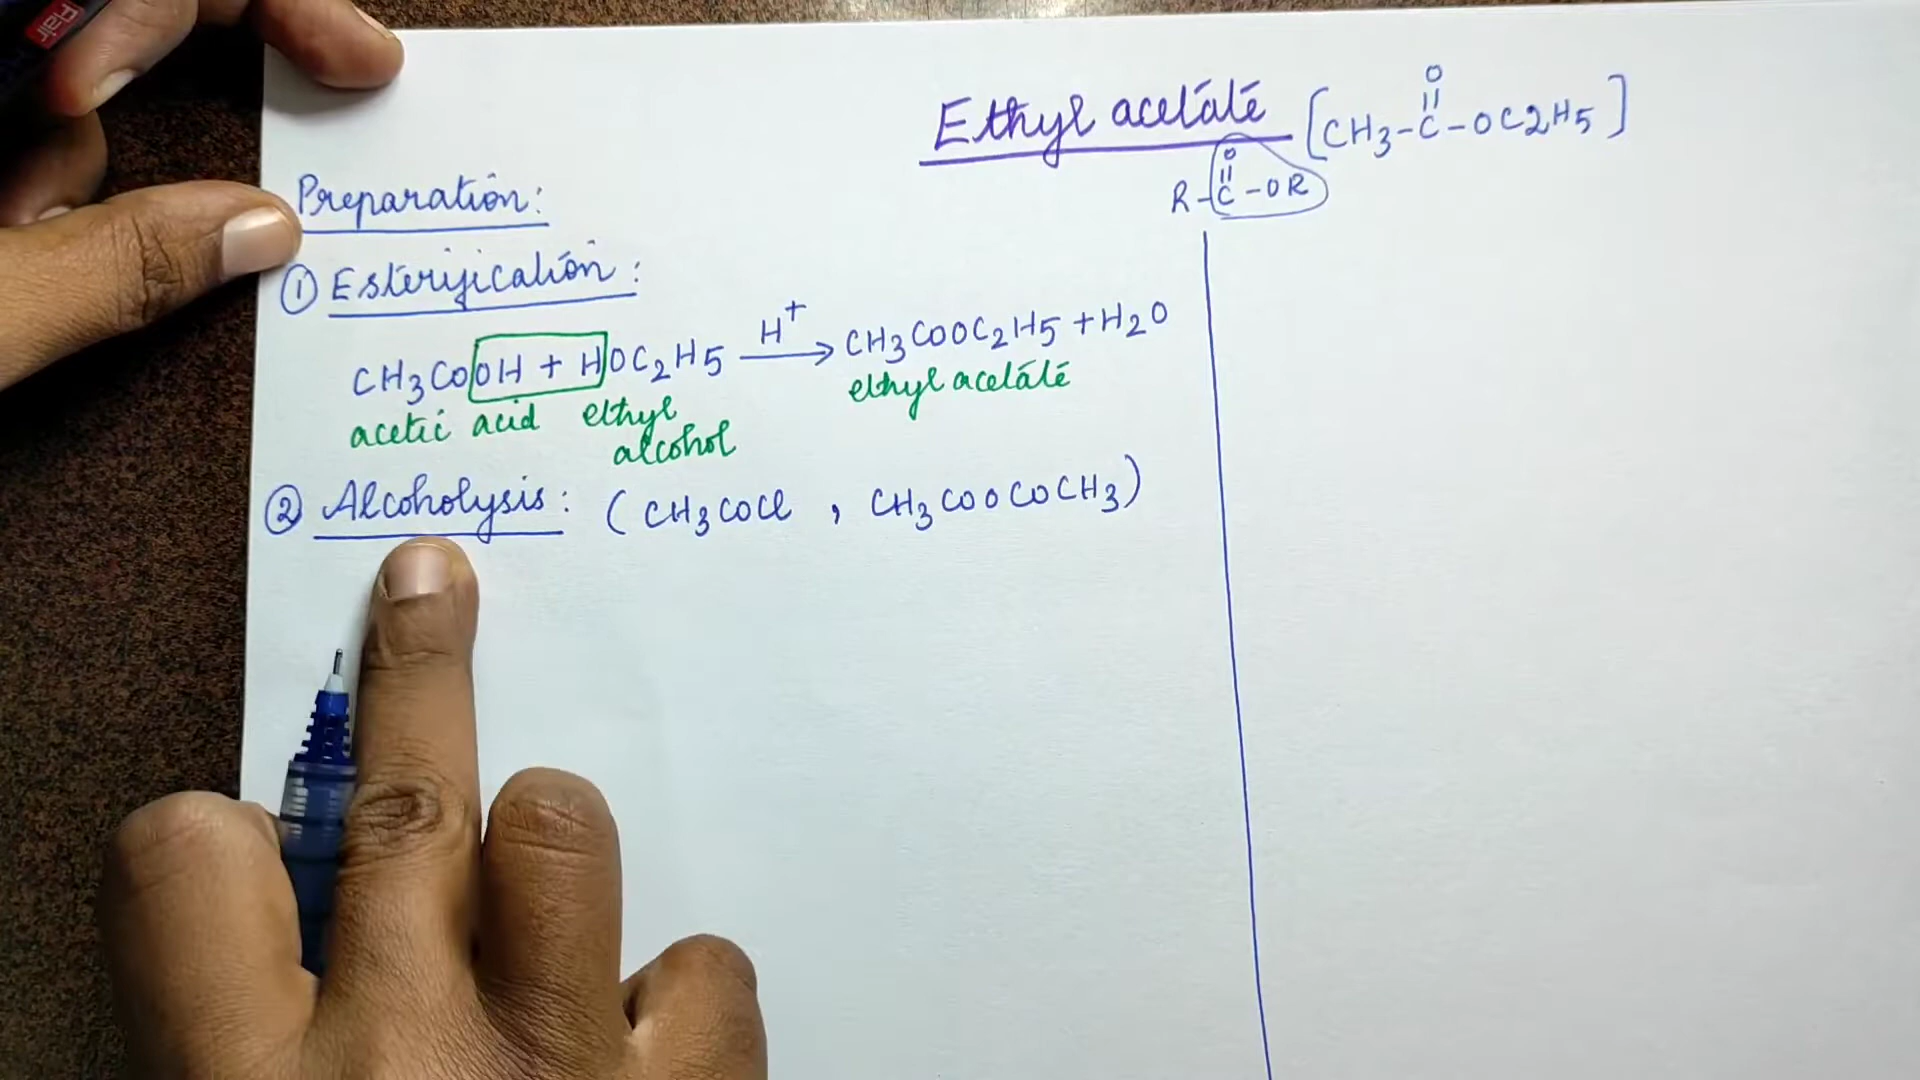 Ethyl acetate [CH3-C-OC2H5]
O
||
R-C-OR
O
||
Preparation:
① Esterification:
CH3COOH + HOC2H5 H+ → CH3COOC2H5 + H2O
acetic acid ethyl alcohol ethyl acetate
② Alcoholysis: (CH3COCl, CH3COOCOCH3)
pair